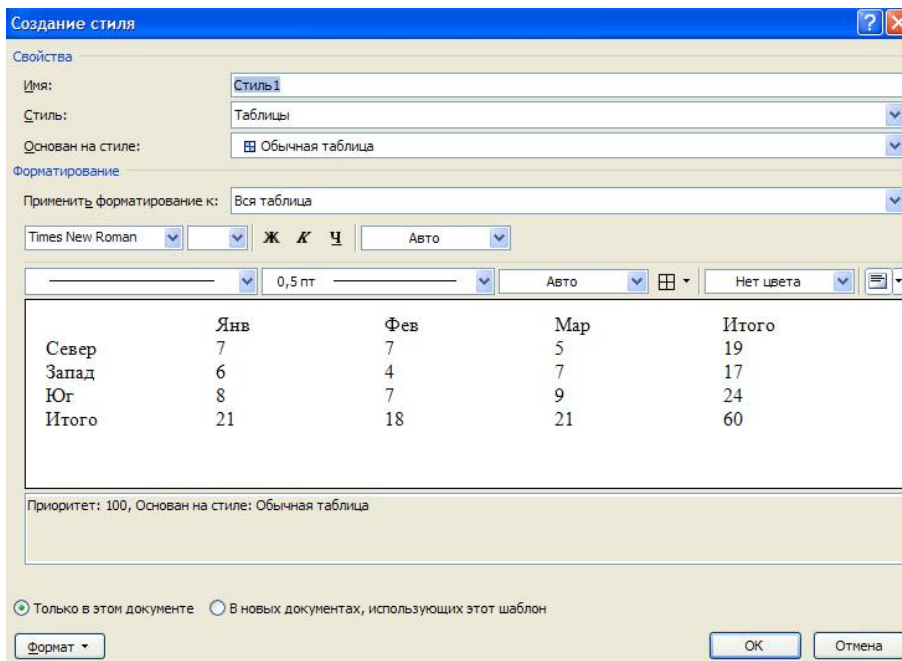 Создание стиля
Свойства
Имя: Стиль1
Стиль: Таблицы
Основан на стиле: Обычная таблица
Форматирование
Применить форматирование к: Вся таблица
Times New Roman Ж К Ч Авто
0,5 пт Авто Нет цвета
Янв Фев Мар Итого
Север 7 7 5 19
Запад 6 4 7 17
Юг 8 7 9 24
Итого 21 18 21 60
Приоритет: 100, Основан на стиле: Обычная таблица
Только в этом документе В новых документах, использующих этот шаблон
Формат ОК Отмена